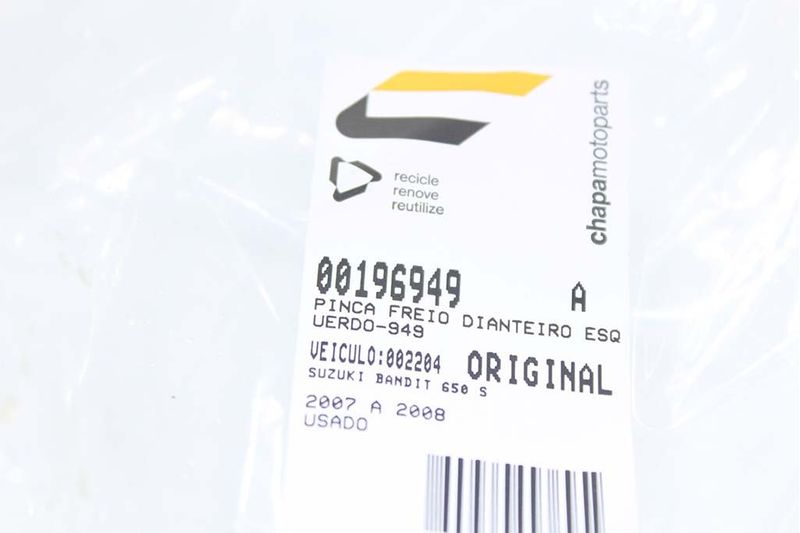 chapamotoparts
recicle
renove
reutilize
00196949 A
PINCA FREIO DIANTEIRO ESQ
UERDO-949
VEICULO:002204 ORIGINAL
SUZUKI BANDIT 650 S
2007 A 2008
USADO